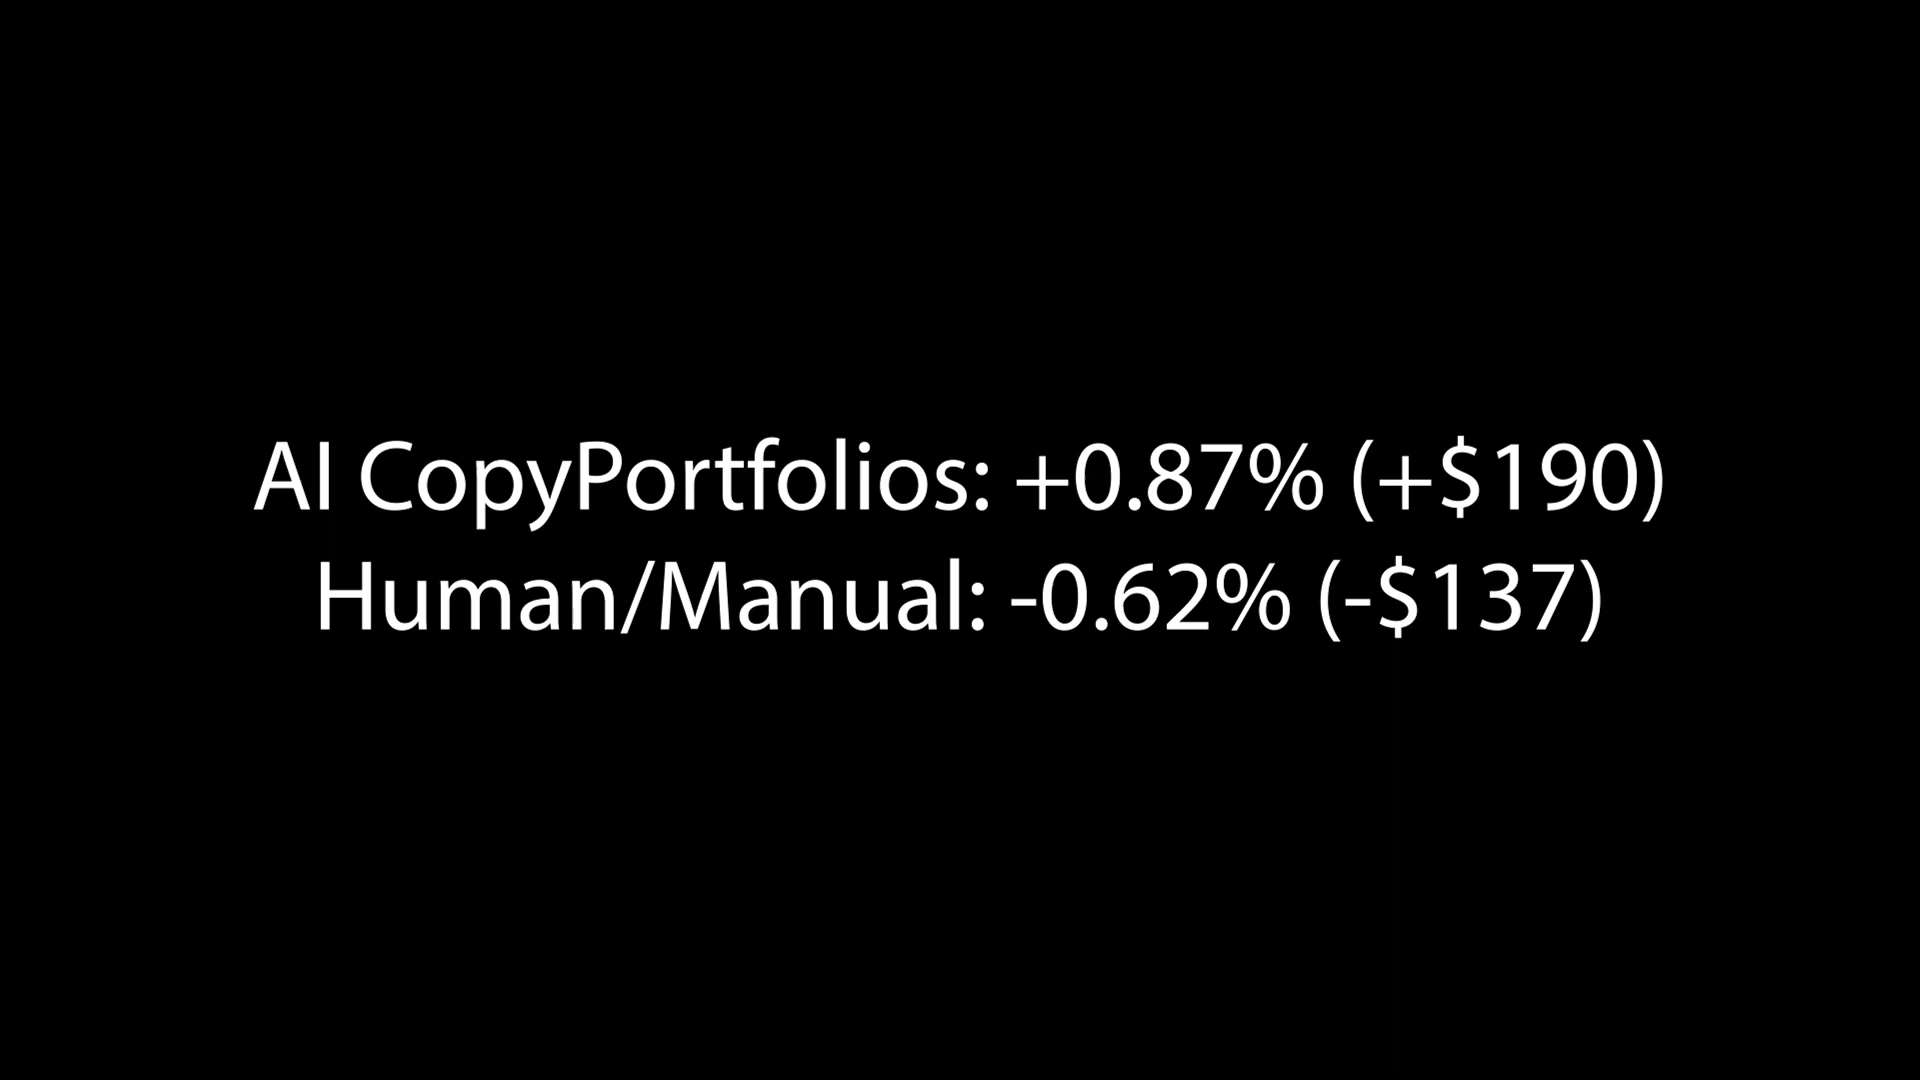 AI CopyPortfolios: +0.87% (+$190)
Human/Manual: -0.62% (-$137)